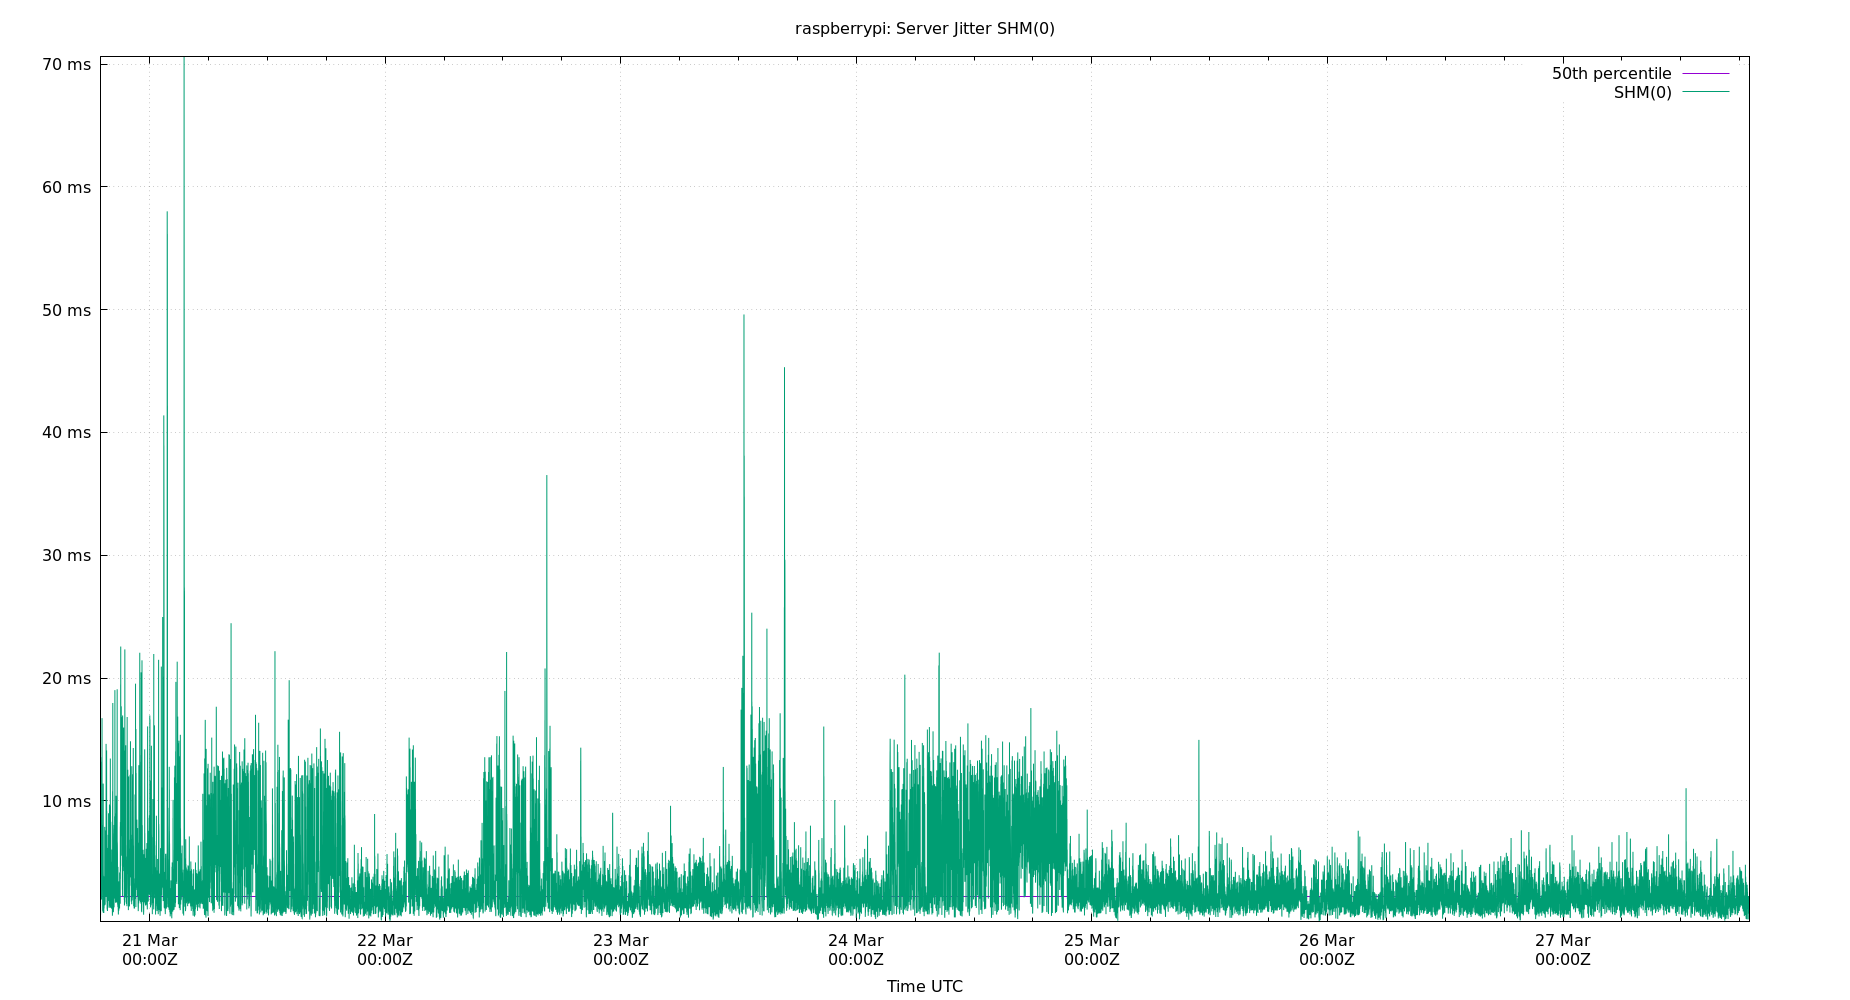 raspberrypi: Server Jitter SHM(0)
50th percentile
SHM(0)
70 ms
60 ms
50 ms
40 ms
30 ms
20 ms
10 ms
21 Mar 22 Mar 23 Mar 24 Mar 25 Mar 26 Mar 27 Mar
00:00Z 00:00Z 00:00Z 00:00Z 00:00Z 00:00Z 00:00Z
Time UTC